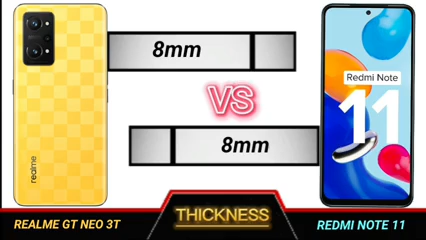 8mm
VS
8mm
Redmi Note
11
realme
THICKNESS
REALME GT NEO 3T
REDMI NOTE 11